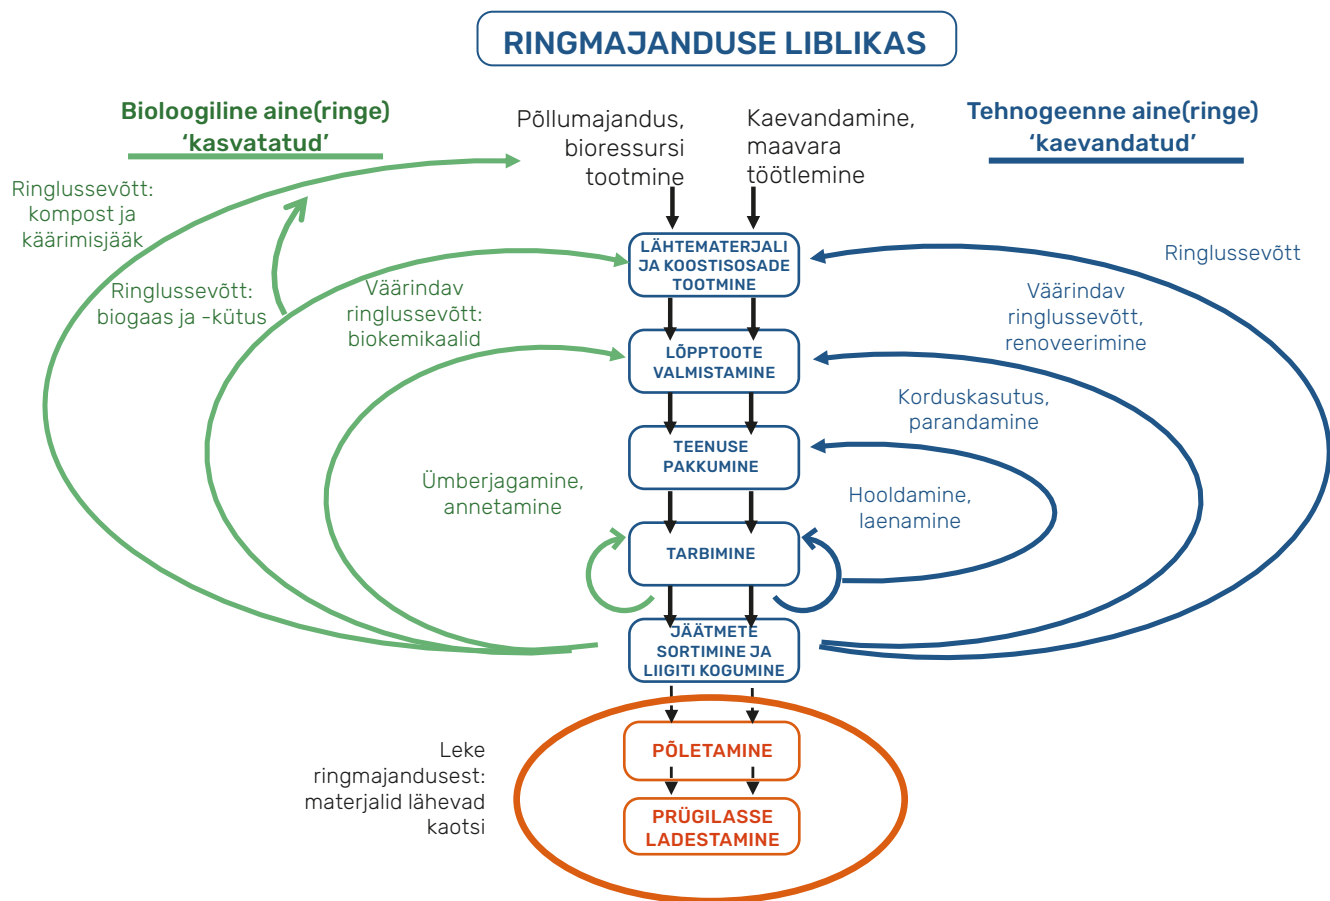 RINGMAJANDUSE LIBLIKAS
Bioloogiline aine(ringe)
‘kasvatatud’
Põllumajandus,
bioressursi
tootmine
Kaevandamine,
maavara
töötlemine
Tehnogeenne aine(ringe)
‘kaevandatud’
Ringlussevõtt:
kompost ja
käärimisjääk
Ringlussevõtt:
biogaas ja -kütus
Väärindav
ringlussevõtt:
biokemikaalid
Ümberjagamine,
annetamine
LÄHTEMATERJALI
JA KOOSTISOSADE
TOOTMINE
LÕPPTOOTE
VALMISTAMINE
TEENUSE
PAKKUMINE
TARBIMINE
JÄÄTMETE
SORTIMINE JA
LIIGITI KOGUMINE
Ringlussevõtt
Väärindav
ringlussevõtt,
renoveerimine
Korduskasutus,
parandamine
Hooldamine,
laenamine
Leke
ringmajandusest:
materjalid lähevad
kaotsi
PÕLETAMINE
PRÜGILASSE
LADESTAMINE